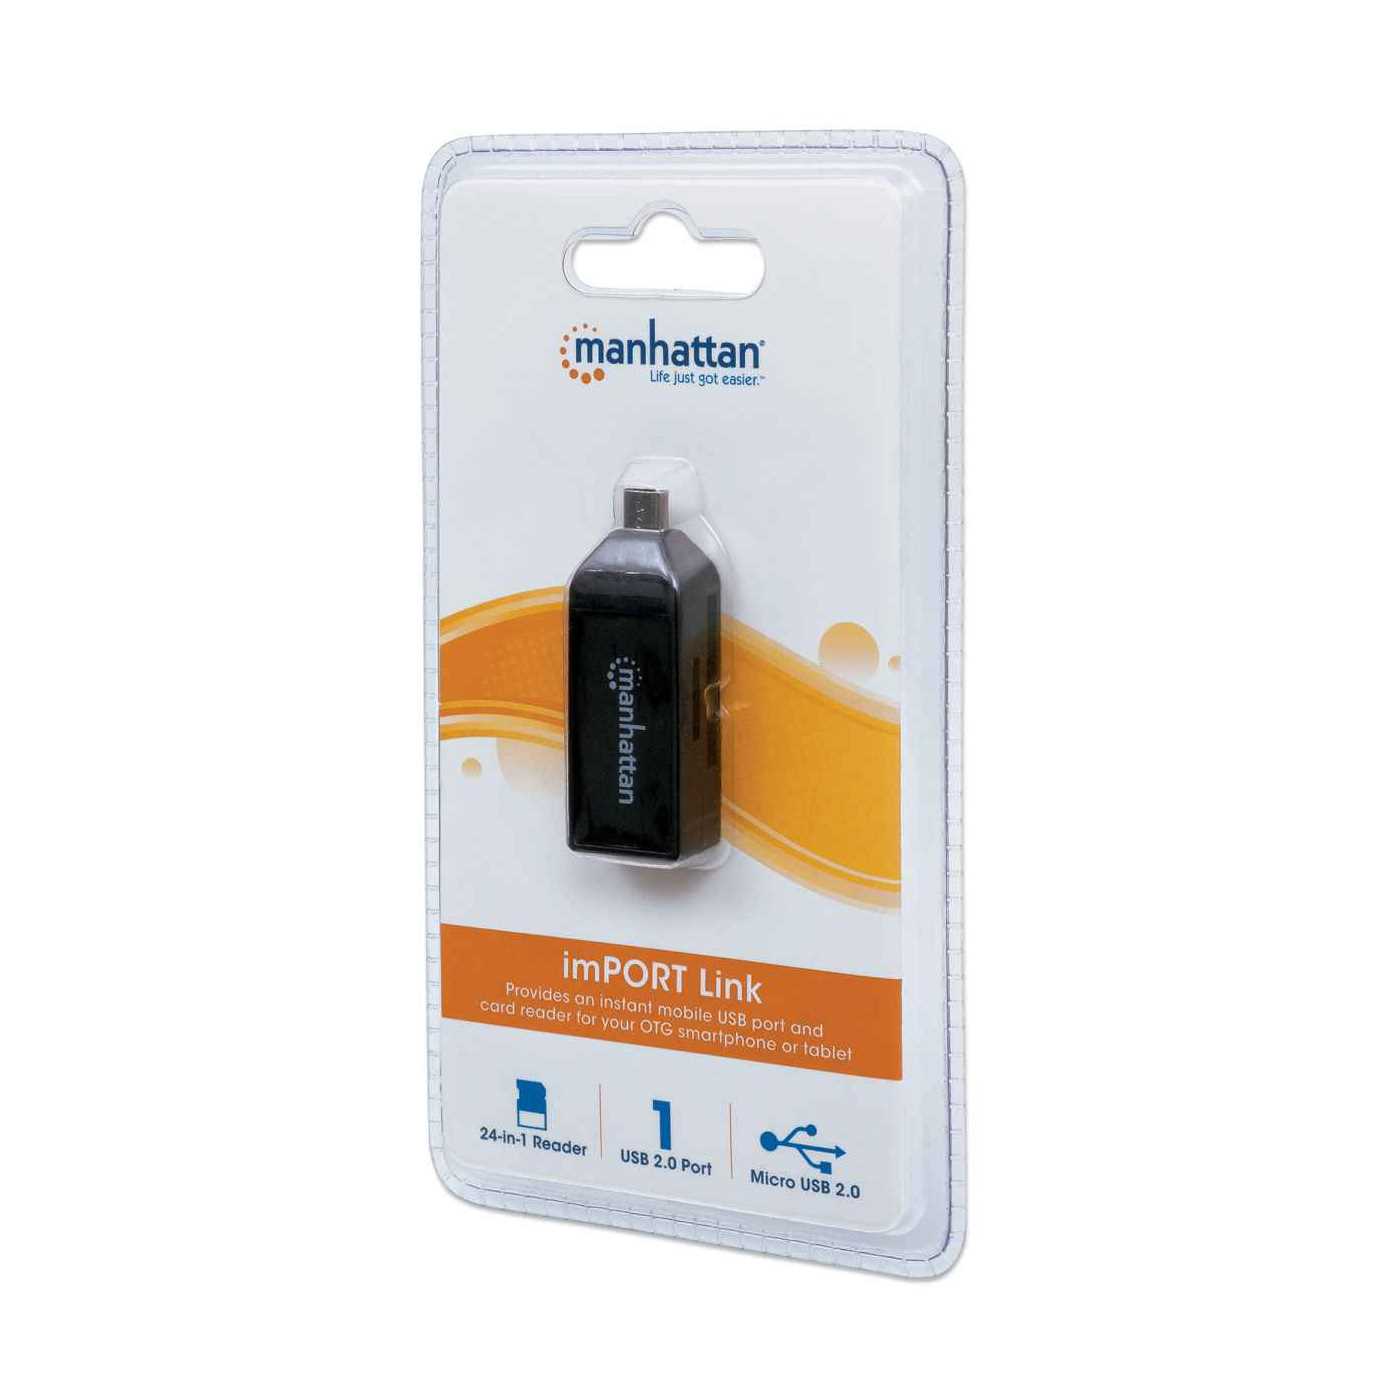 manhattan®
Life just got easier.™
manhattan
imPORT Link
Provides an instant mobile USB port and
card reader for your OTG smartphone or tablet
24-in-1 Reader
1
USB 2.0 Port
Micro USB 2.0